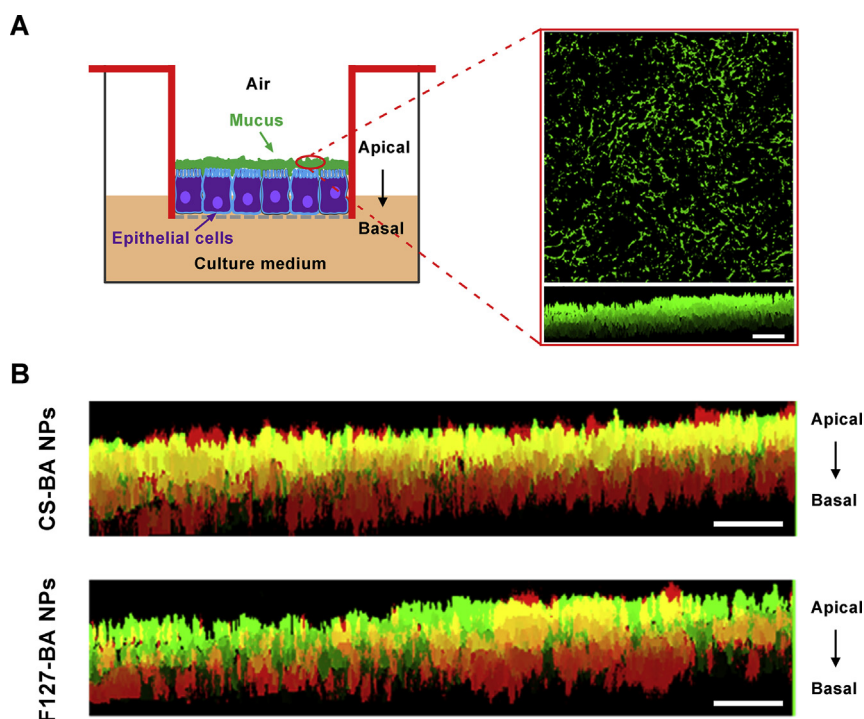 A
Air
Mucus
Apical
Basal
Epithelial cells
Culture medium
B
CS-BA NPs
Apical
Basal
F127-BA NPs
Apical
Basal